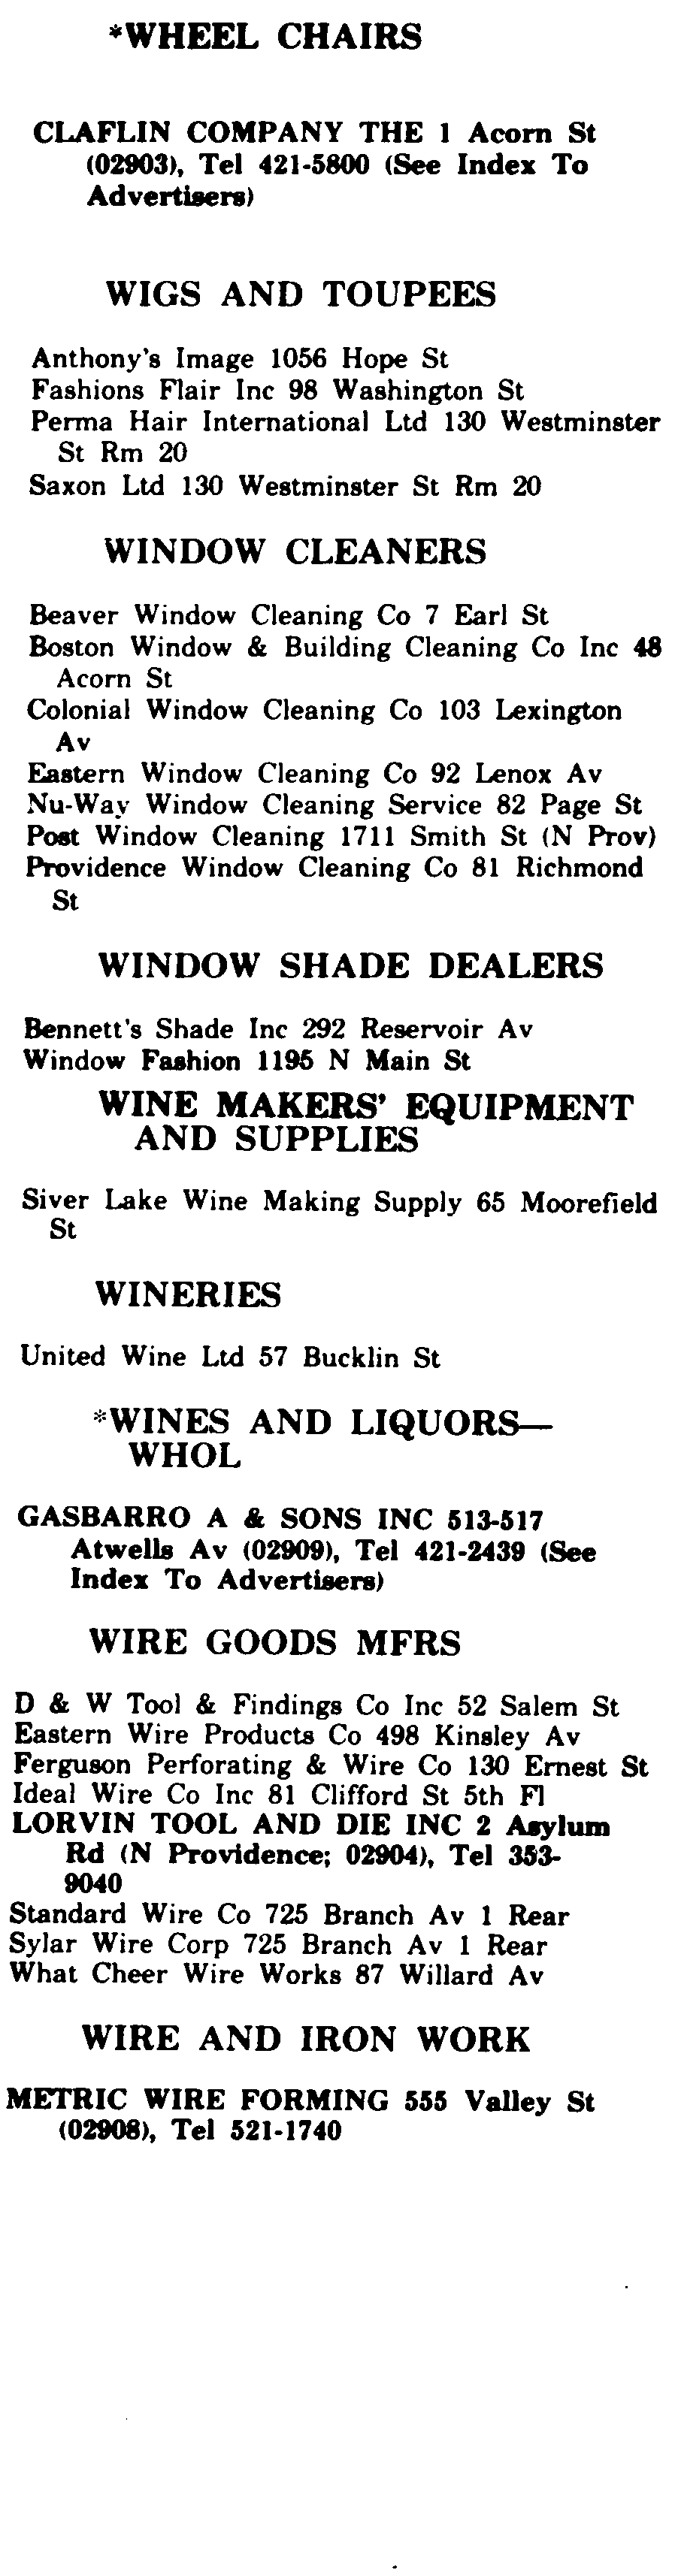 *WHEEL CHAIRS
CLAFLIN COMPANY THE 1 Acorn St
(02903), Tel 421-5800 (See Index To
Advertisers)
WIGS AND TOUPEES
Anthony's Image 1056 Hope St
Fashions Flair Inc 98 Washington St
Perma Hair International Ltd 130 Westminster
St Rm 20
Saxon Ltd 130 Westminster St Rm 20
WINDOW CLEANERS
Beaver Window Cleaning Co 7 Earl St
Boston Window & Building Cleaning Co Inc 48
Acorn St
Colonial Window Cleaning Co 103 Lexington
Av
Eastern Window Cleaning Co 92 Lenox Av
Nu-Way Window Cleaning Service 82 Page St
Post Window Cleaning 1711 Smith St (N Prov)
Providence Window Cleaning Co 81 Richmond
St
WINDOW SHADE DEALERS
Bennett's Shade Inc 292 Reservoir Av
Window Fashion 1195 N Main St
WINE MAKERS' EQUIPMENT
AND SUPPLIES
Siver Lake Wine Making Supply 65 Moorefield
St
WINERIES
United Wine Ltd 57 Bucklin St
*WINES AND LIQUORS—
WHOL
GASBARRO A & SONS INC 513-517
Atwells Av (02909), Tel 421-2439 (See
Index To Advertisers)
WIRE GOODS MFRS
D & W Tool & Findings Co Inc 52 Salem St
Eastern Wire Products Co 498 Kinsley Av
Ferguson Perforating & Wire Co 130 Ernest St
Ideal Wire Co Inc 81 Clifford St 5th Fl
LORVIN TOOL AND DIE INC 2 Asylum
Rd (N Providence; 02904), Tel 353-
9040
Standard Wire Co 725 Branch Av 1 Rear
Sylar Wire Corp 725 Branch Av 1 Rear
What Cheer Wire Works 87 Willard Av
WIRE AND IRON WORK
METRIC WIRE FORMING 555 Valley St
(02908), Tel 521-1740